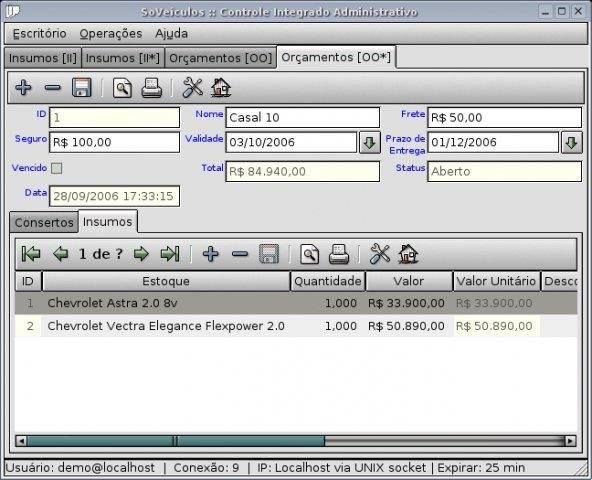 SoVeiculos :: Controle Integrado Administrativo
Escritório Operações Ajuda
Insumos [II] Insumos [II*] Orçamentos [OO] Orçamentos [OO*]
ID 1 Nome Casal 10 Frete R$ 50,00
Seguro R$ 100,00 Validade 03/10/2006 Prazo de Entrega 01/12/2006
Vencido Total R$ 84.940,00 Status Aberto
Data 28/09/2006 17:33:15
Consertos Insumos
1 de ?
ID Estoque Quantidade Valor Valor Unitário Desco
1 Chevrolet Astra 2.0 8v 1,000 R$ 33.900,00 R$ 33.900,00
2 Chevrolet Vectra Elegance Flexpower 2.0 1,000 R$ 50.890,00 R$ 50.890,00
Usuário: demo@localhost | Conexão: 9 | IP: Localhost via UNIX socket | Expirar: 25 min